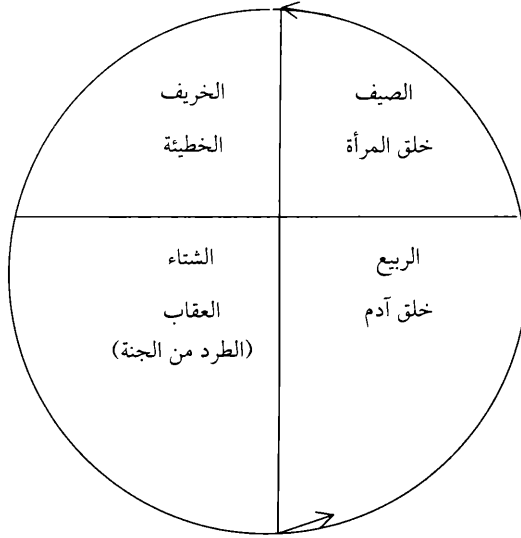 الصيف
خلق المرأة
الخريف
الخطيئة
الربيع
خلق آدم
الشتاء
العقاب
(الطرد من الجنة)